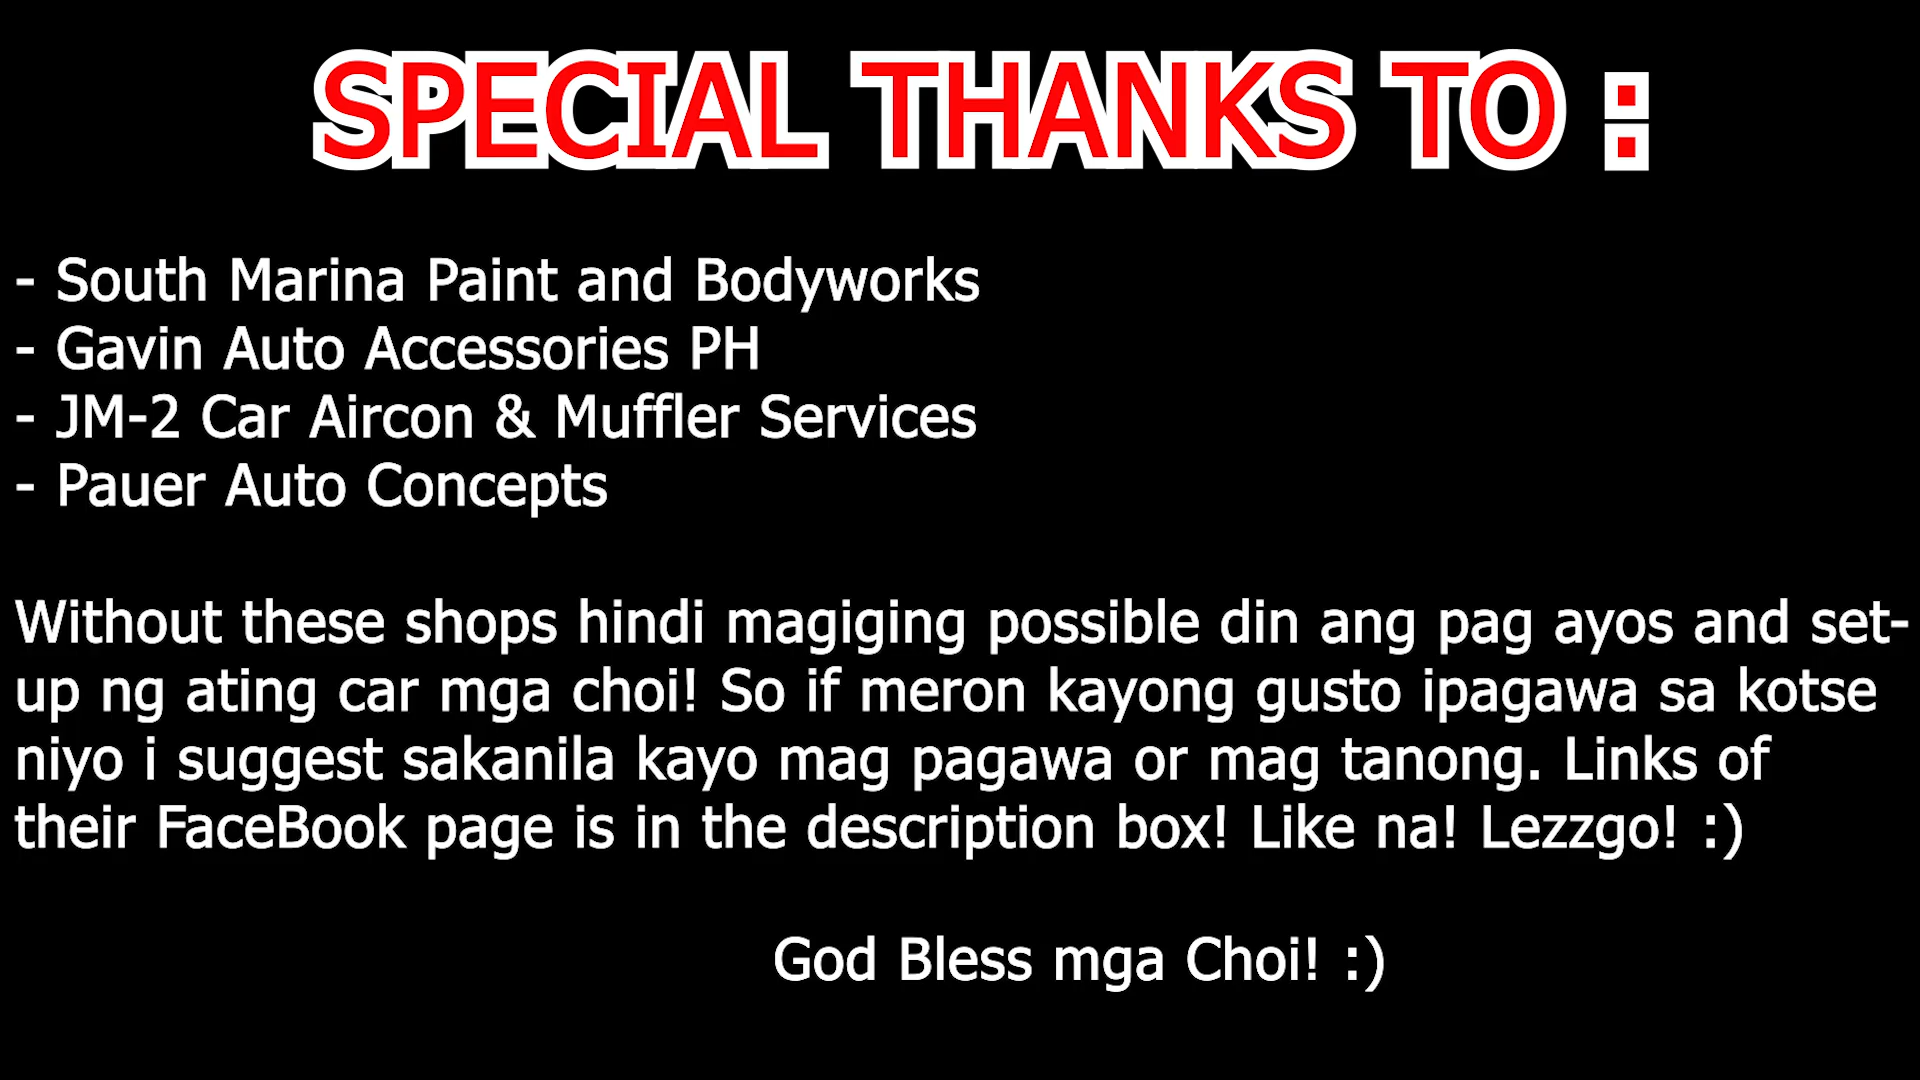 SPECIAL THANKS TO :
- South Marina Paint and Bodyworks
- Gavin Auto Accessories PH
- JM-2 Car Aircon & Muffler Services
- Pauer Auto Concepts
Without these shops hindi magiging possible din ang pag ayos and set-
up ng ating car mga choi! So if meron kayong gusto ipagawa sa kotse
niyo i suggest sakanila kayo mag pagawa or mag tanong. Links of
their FaceBook page is in the description box! Like na! Lezzgo! :)
God Bless mga Choi! :)